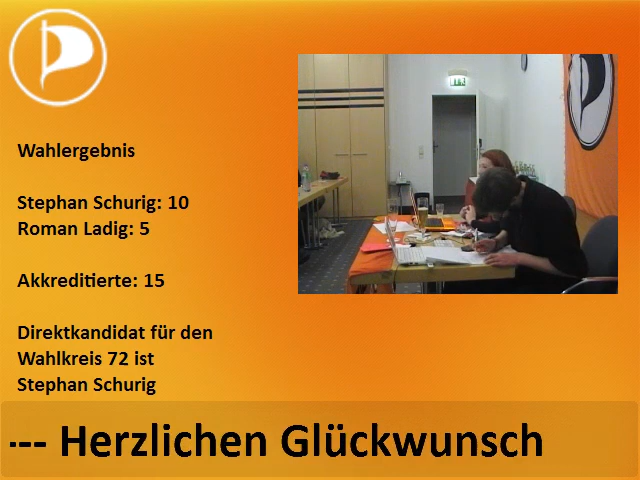 Wahlergebnis
Stephan Schurig: 10
Roman Ladig: 5
Akkreditierte: 15
Direktkandidat für den
Wahlkreis 72 ist
Stephan Schurig
--- Herzlichen Glückwunsch